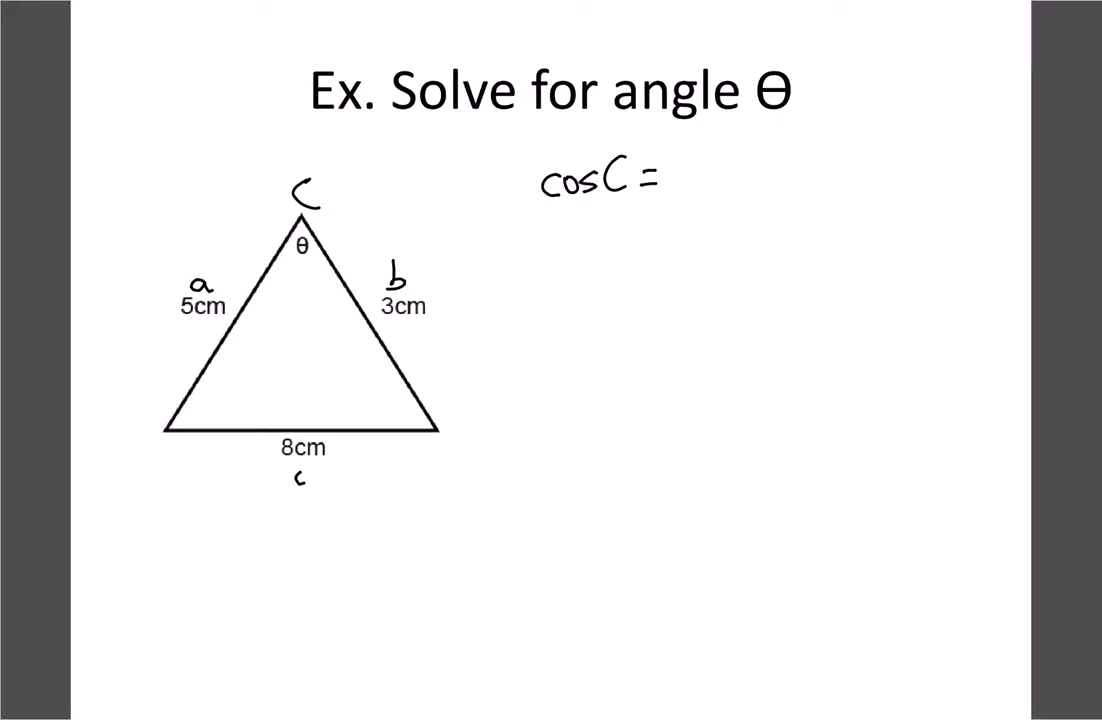 Ex. Solve for angle Ө
cosC =
C
θ
a
b
5cm
3cm
8cm
c